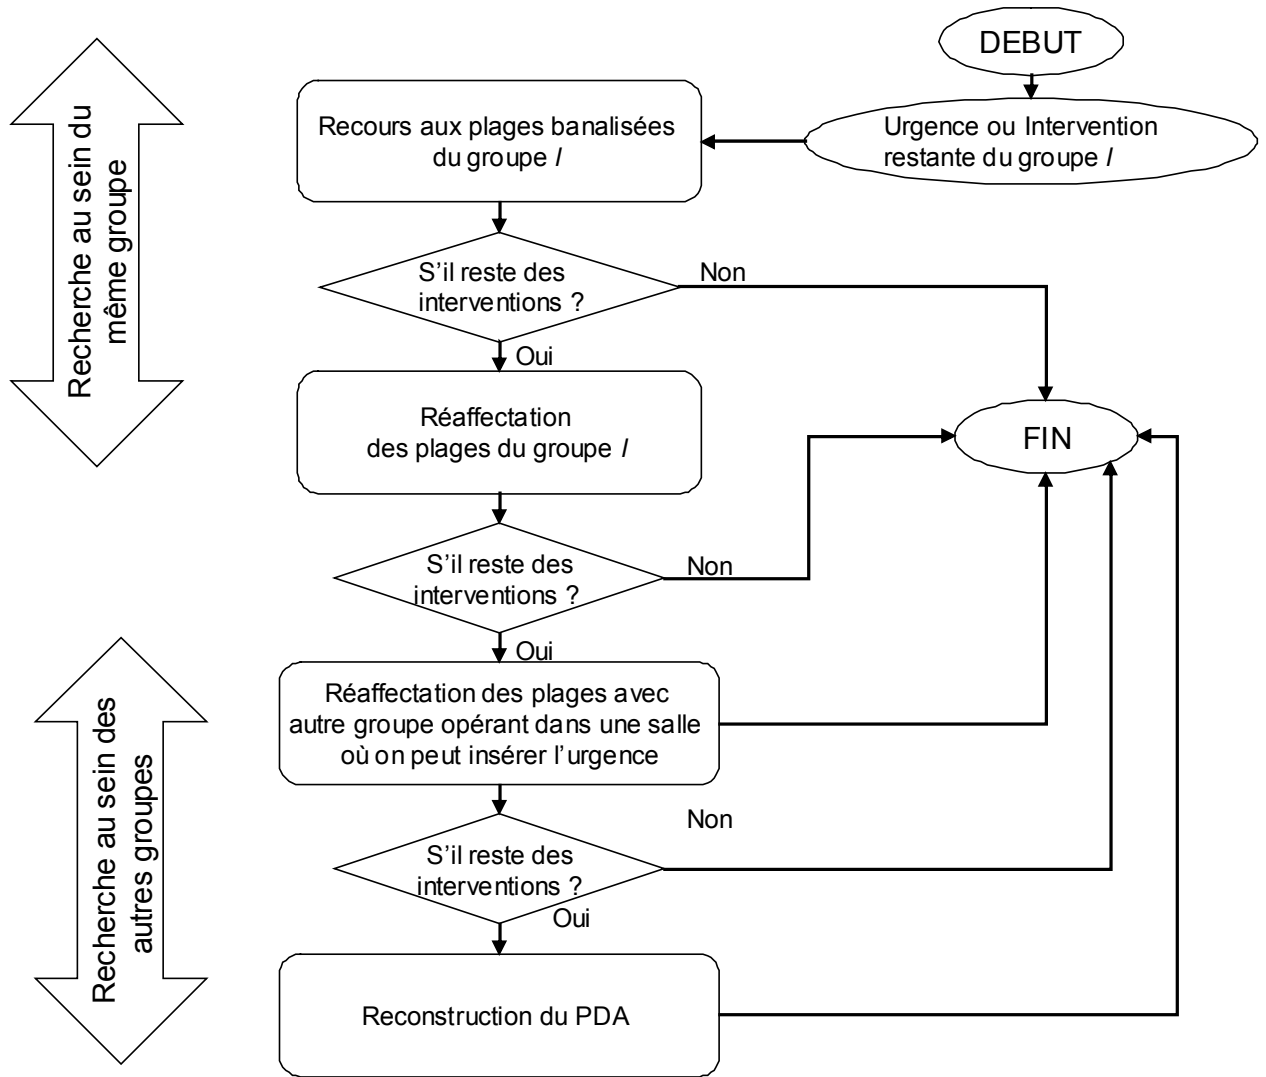 DEBUT
Urgence ou Intervention
restante du groupe I
Recours aux plages banalisées
du groupe I
S'il reste des
interventions ?
Non
Oui
Réaffectation
des plages du groupe I
FIN
S'il reste des
interventions ?
Non
Oui
Réaffectation des plages avec
autre groupe opérant dans une salle
où on peut insérer l'urgence
Non
S'il reste des
interventions ?
Oui
Reconstruction du PDA
Recherche au sein du
même groupe
Recherche au sein des
autres groupes